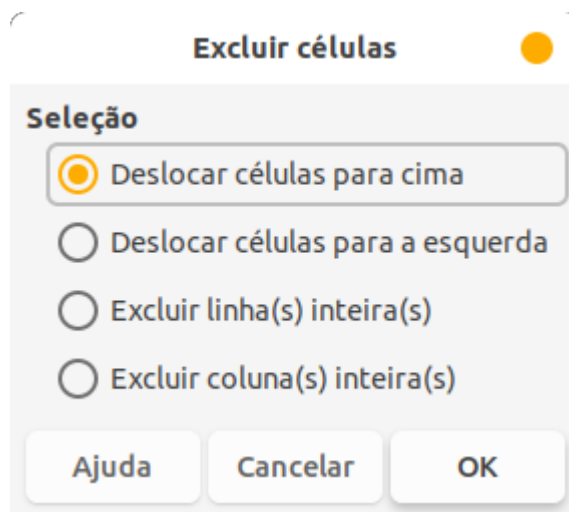 Excluir células
Seleção
Deslocar células para cima
Deslocar células para a esquerda
Excluir linha(s) inteira(s)
Excluir coluna(s) inteira(s)
Ajuda Cancelar OK